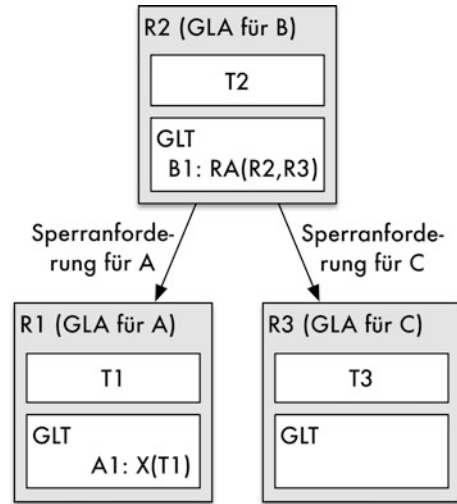 R2 (GLA für B)
T2
GLT
B1: RA(R2,R3)
Sperranforde-
rung für A
Sperranforde-
rung für C
R1 (GLA für A)
T1
GLT
A1: X(T1)
R3 (GLA für C)
T3
GLT